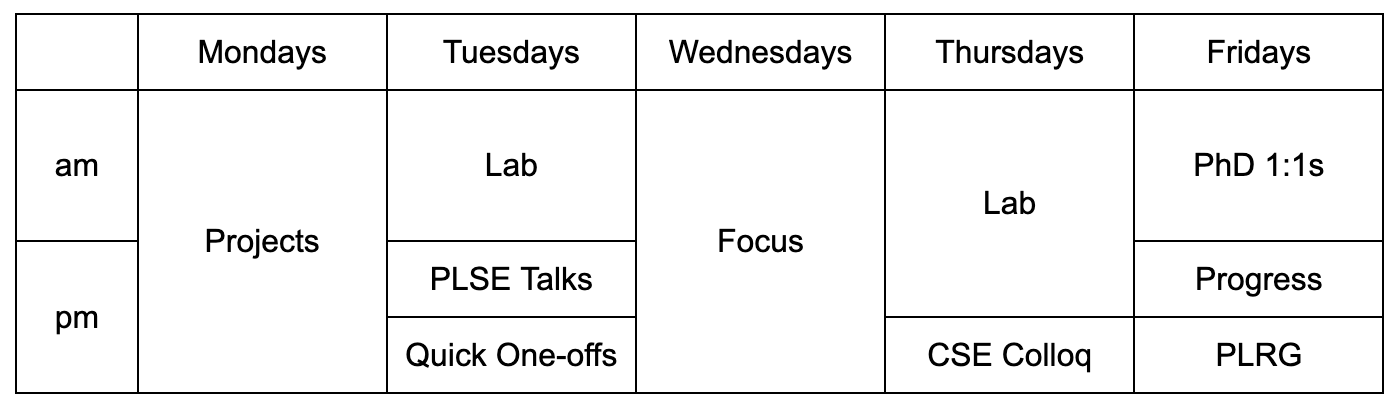 Mondays
Tuesdays
Wednesdays
Thursdays
Fridays
am
Lab
PhD 1:1s
Lab
Projects
Focus
PLSE Talks
Progress
pm
Quick One-offs
CSE Colloq
PLRG